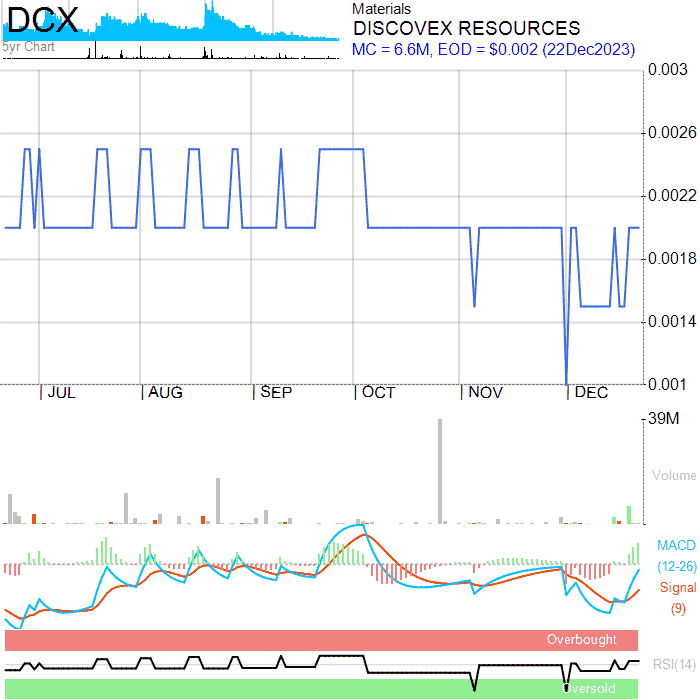 DCX
5yr Chart
Materials
DISCOVEX RESOURCES
MC = 6.6M, EOD = $0.002 (22Dec2023)
0.003
0.0026
0.0022
0.0018
0.0014
0.001
JUL AUG SEP OCT NOV DEC
39M
Volume
MACD
(12-26)
Signal
(9)
Overbought
RSI(14)
Oversold